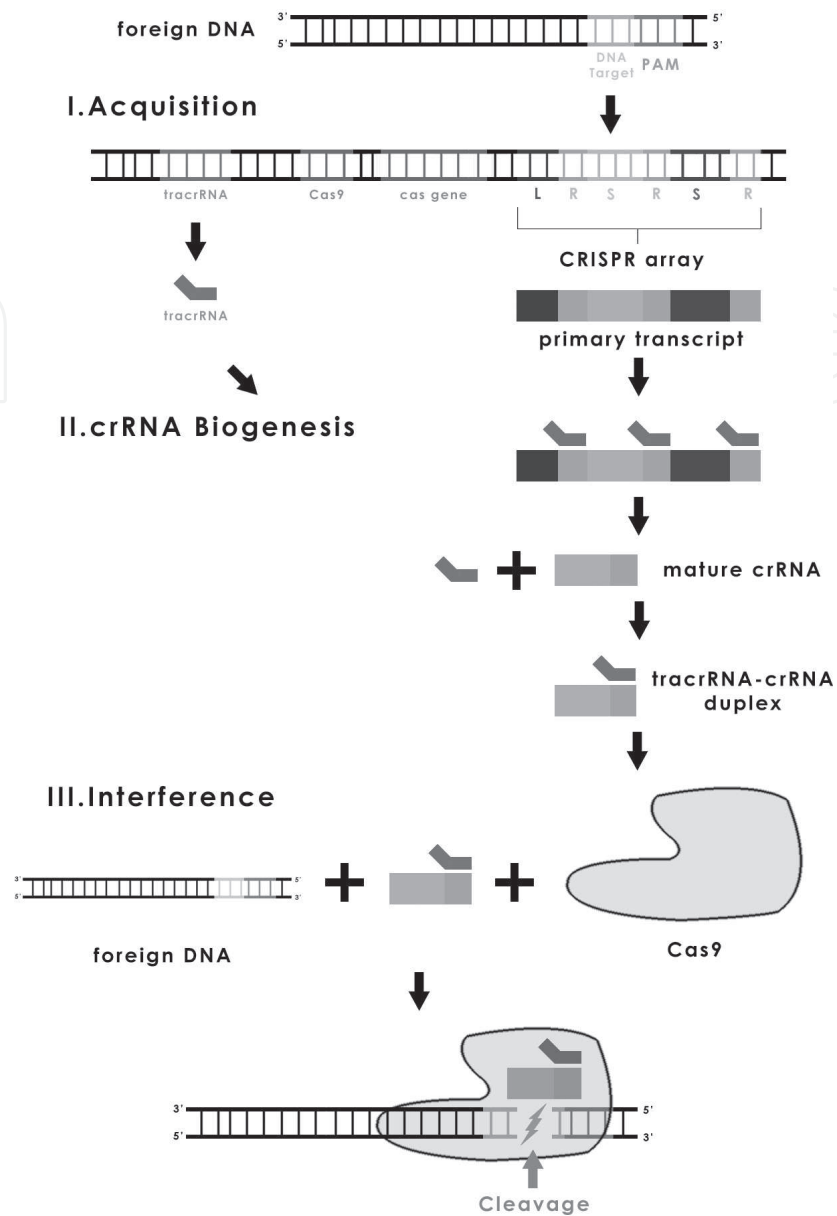 3' 5'
foreign DNA
5' 3'
DNA
Target
PAM
I.Acquisition
tracrRNA Cas9 cas gene L R S R S R
CRISPR array
tracrRNA
primary transcript
II.crRNA Biogenesis
mature crRNA
tracrRNA-crRNA
duplex
III.Interference
3' 5'
5' 3'
foreign DNA
Cas9
3' 5'
5' 3'
Cleavage